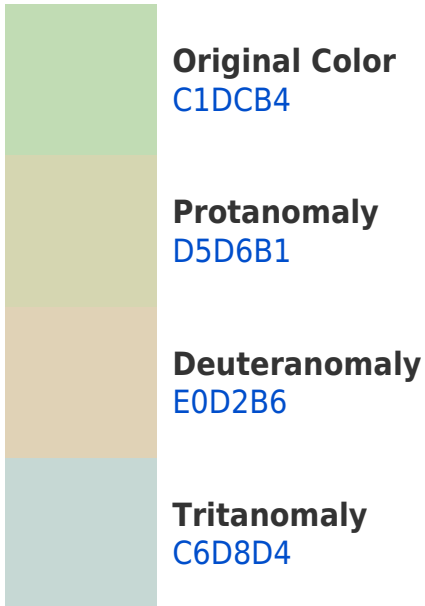 Original Color
C1DCB4
Protanomaly
D5D6B1
Deuteranomaly
E0D2B6
Tritanomaly
C6D8D4